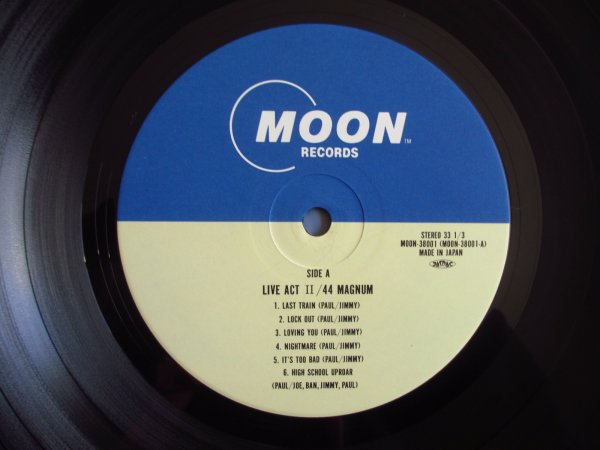 MOON™
RECORDS
STEREO 33 1/3
MOON-38001 (MOON-38001-A)
MADE IN JAPAN
SIDE A
LIVE ACT II/44 MAGNUM
1. LAST TRAIN (PAUL/JIMMY)
2. LOCK OUT (PAUL/JIMMY)
3. LOVING YOU (PAUL/JIMMY)
4. NIGHTMARE (PAUL/JIMMY)
5. IT'S TOO BAD (PAUL/JIMMY)
6. HIGH SCHOOL UPROAR
(PAUL/JOE, BAN, JIMMY, PAUL)